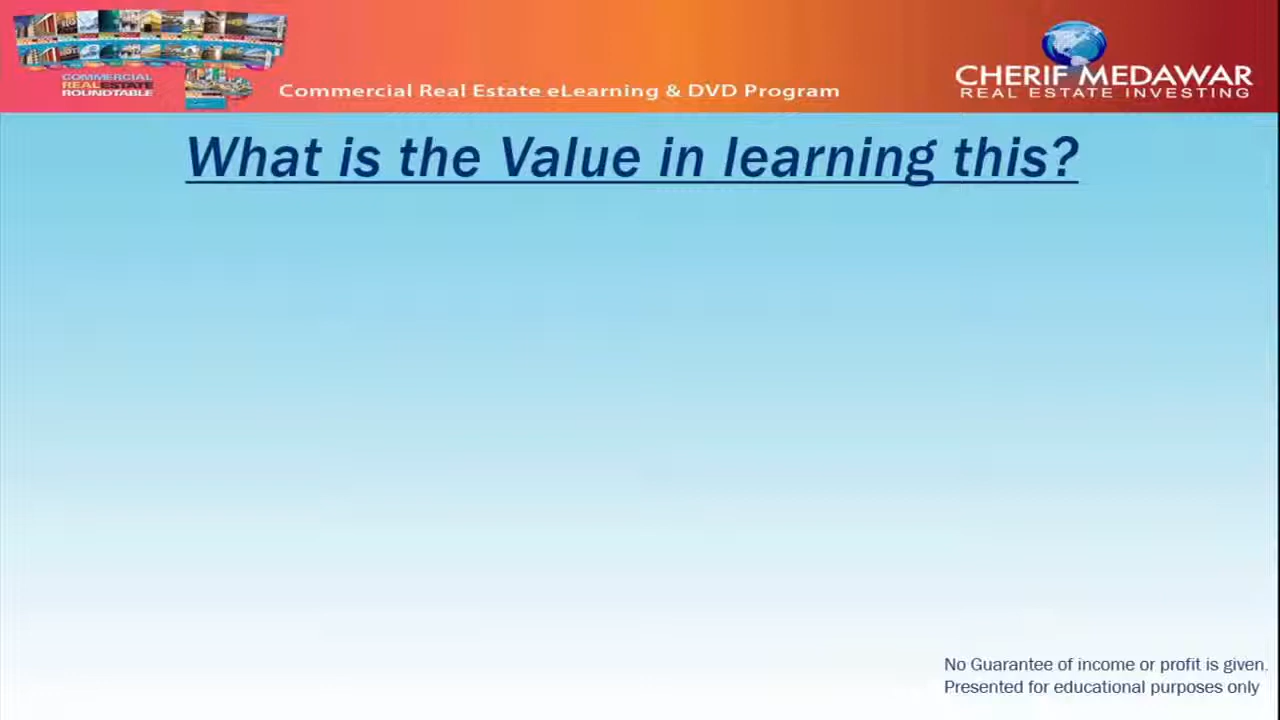 COMMERCIAL
REAL ESTATE
ROUNDTABLE
Commercial Real Estate eLearning & DVD Program
CHERIF MEDAWAR
REAL ESTATE INVESTING
What is the Value in learning this?
No Guarantee of income or profit is given.
Presented for educational purposes only